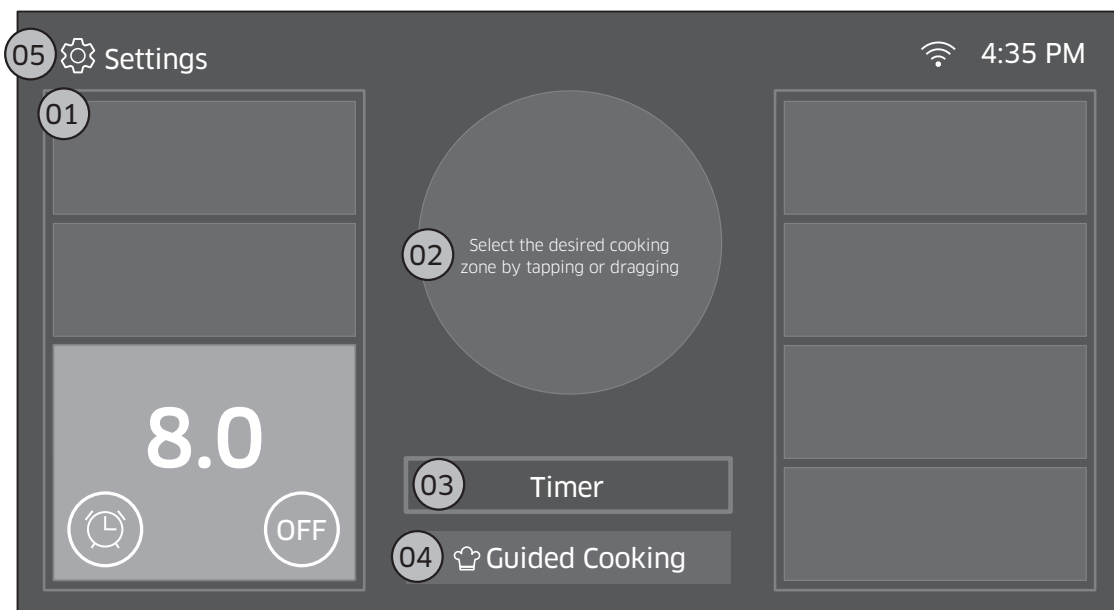 05 Settings
4:35 PM
01
02 Select the desired cooking
zone by tapping or dragging
8.0
OFF
03 Timer
04 Guided Cooking